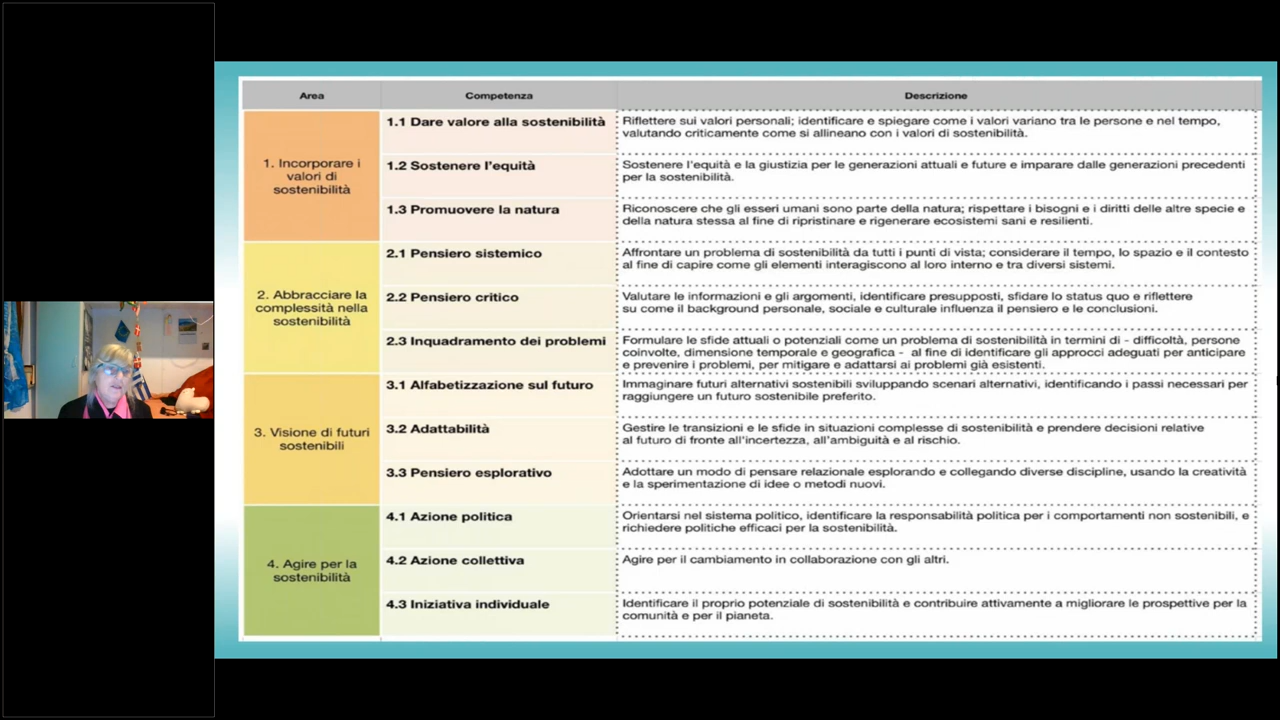 Area
Competenza
Descrizione
1. Incorporare i
valori di
sostenibilità
1.1 Dare valore alla sostenibilità
Riflettere sui valori personali; identificare e spiegare come i valori variano tra le persone e nel tempo,
valutando criticamente come si allineano con i valori di sostenibilità.
1.2 Sostenere l'equità
Sostenere l'equità e la giustizia per le generazioni attuali e future e imparare dalle generazioni precedenti
per la sostenibilità.
1.3 Promuovere la natura
Riconoscere che gli esseri umani sono parte della natura; rispettare i bisogni e i diritti delle altre specie e
della natura stessa al fine di ripristinare e rigenerare ecosistemi sani e resilienti.
2. Abbracciare la
complessità nella
sostenibilità
2.1 Pensiero sistemico
Affrontare un problema di sostenibilità da tutti i punti di vista; considerare il tempo, lo spazio e il contesto
al fine di capire come gli elementi interagiscono al loro interno e tra diversi sistemi.
2.2 Pensiero critico
Valutare le informazioni e gli argomenti, identificare presupposti, sfidare lo status quo e riflettere
su come il background personale, sociale e culturale influenza il pensiero e le conclusioni.
2.3 Inquadramento dei problemi
Formulare le sfide attuali o potenziali come un problema di sostenibilità in termini di - difficoltà, persone
coinvolte, dimensione temporale e geografica - al fine di identificare gli approcci adeguati per anticipare
e prevenire i problemi, per mitigare e adattarsi ai problemi già esistenti.
3. Visione di futuri
sostenibili
3.1 Alfabetizzazione sul futuro
Immaginare futuri alternativi sostenibili sviluppando scenari alternativi, identificando i passi necessari per
raggiungere un futuro sostenibile preferito.
3.2 Adattabilità
Gestire le transizioni e le sfide in situazioni complesse di sostenibilità e prendere decisioni relative
al futuro di fronte all'incertezza, all'ambiguità e al rischio.
3.3 Pensiero esplorativo
Adottare un modo di pensare relazionale esplorando e collegando diverse discipline, usando la creatività
e la sperimentazione di idee o metodi nuovi.
4. Agire per la
sostenibilità
4.1 Azione politica
Orientarsi nel sistema politico, identificare la responsabilità politica per i comportamenti non sostenibili, e
richiedere politiche efficaci per la sostenibilità.
4.2 Azione collettiva
Agire per il cambiamento in collaborazione con gli altri.
4.3 Iniziativa individuale
Identificare il proprio potenziale di sostenibilità e contribuire attivamente a migliorare le prospettive per la
comunità e per il pianeta.